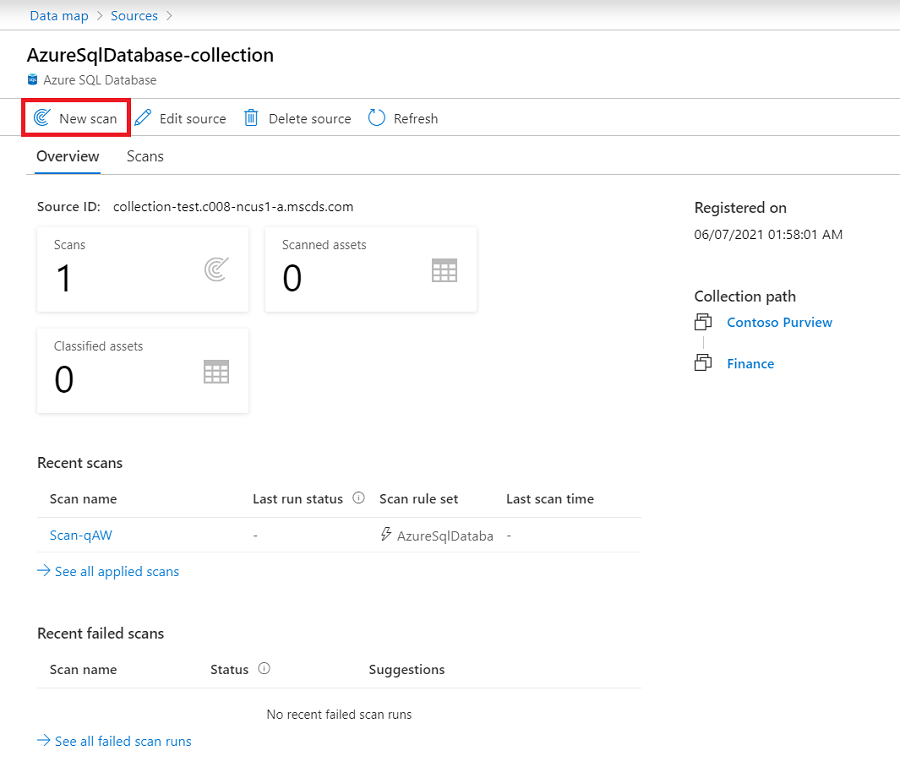 Data map > Sources >
AzureSqlDatabase-collection
Azure SQL Database
New scan Edit source Delete source Refresh
Overview Scans
Source ID: collection-test.c008-ncus1-a.mscds.com
Scans
1
Scanned assets
0
Classified assets
0
Registered on
06/07/2021 01:58:01 AM
Collection path
Contoso Purview
Finance
Recent scans
Scan name Last run status Scan rule set Last scan time
Scan-qAW - AzureSqlDataba -
See all applied scans
Recent failed scans
Scan name Status Suggestions
No recent failed scan runs
See all failed scan runs